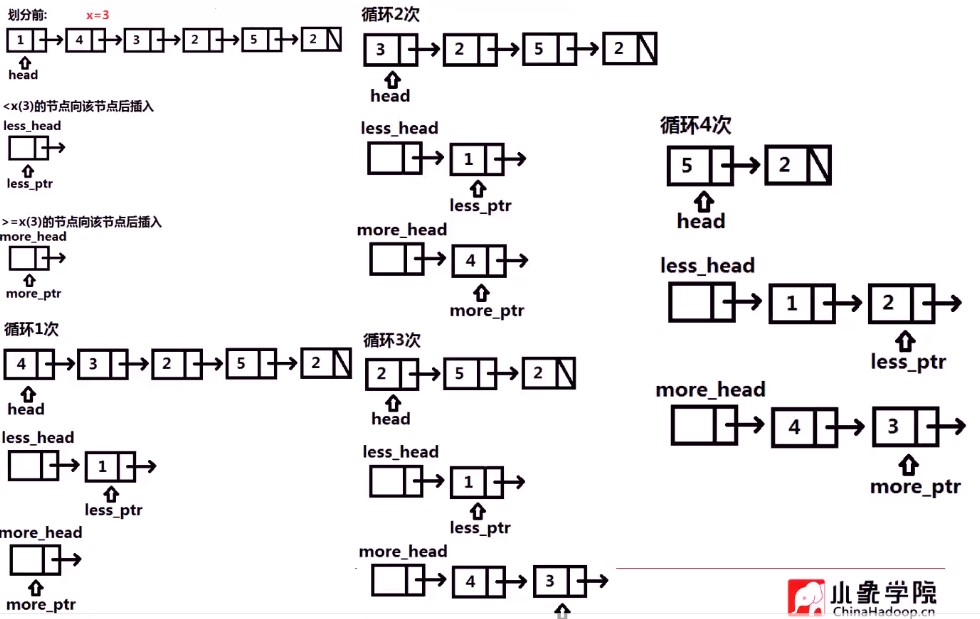 划分前: x=3
1 4 3 2 5 2
head
<x(3)的节点向该节点后插入
less_head
less_ptr
>=x(3)的节点向该节点后插入
more_head
more_ptr
循环1次
4 3 2 5 2
head
less_head
1
less_ptr
more_head
more_ptr
循环2次
3 2 5 2
head
less_head
1
less_ptr
more_head
4
more_ptr
循环3次
2 5 2
head
less_head
1
less_ptr
more_head
4 3
循环4次
5 2
head
less_head
1 2
less_ptr
more_head
4 3
more_ptr
小象学院
ChinaHadoop.cn